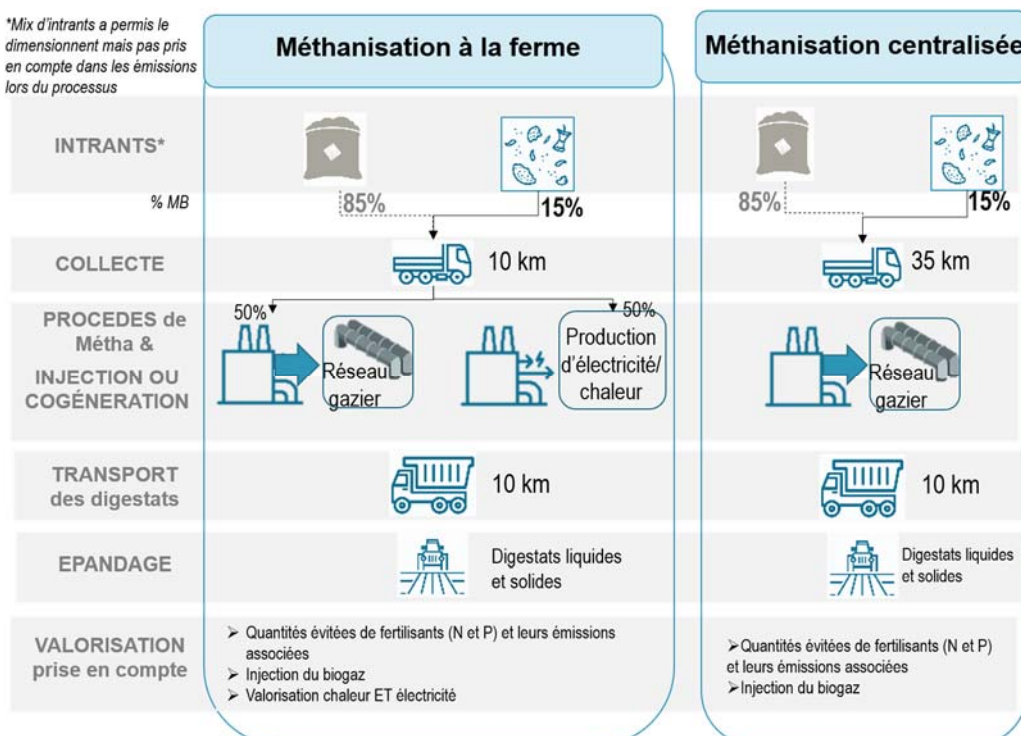 *Mix d'intrants a permis le
dimensionnent mais pas pris
en compte dans les émissions
lors du processus
Méthanisation à la ferme
Méthanisation centralisée
INTRANTS*
% MB
85%
15%
85%
15%
COLLECTE
10 km
35 km
PROCEDES de
Métha &
INJECTION OU
COGÉNERATION
50%
Réseau
gazier
50%
Production
d'électricité/
chaleur
Réseau
gazier
TRANSPORT
des digestats
10 km
10 km
EPANDAGE
Digestats liquides
et solides
Digestats liquides
et solides
VALORISATION
prise en compte
➤ Quantités évitées de fertilisants (N et P) et leurs émissions
associées
➤ Injection du biogaz
➤ Valorisation chaleur ET électricité
➤Quantités évitées de fertilisants (N et P)
et leurs émissions associées
➤Injection du biogaz